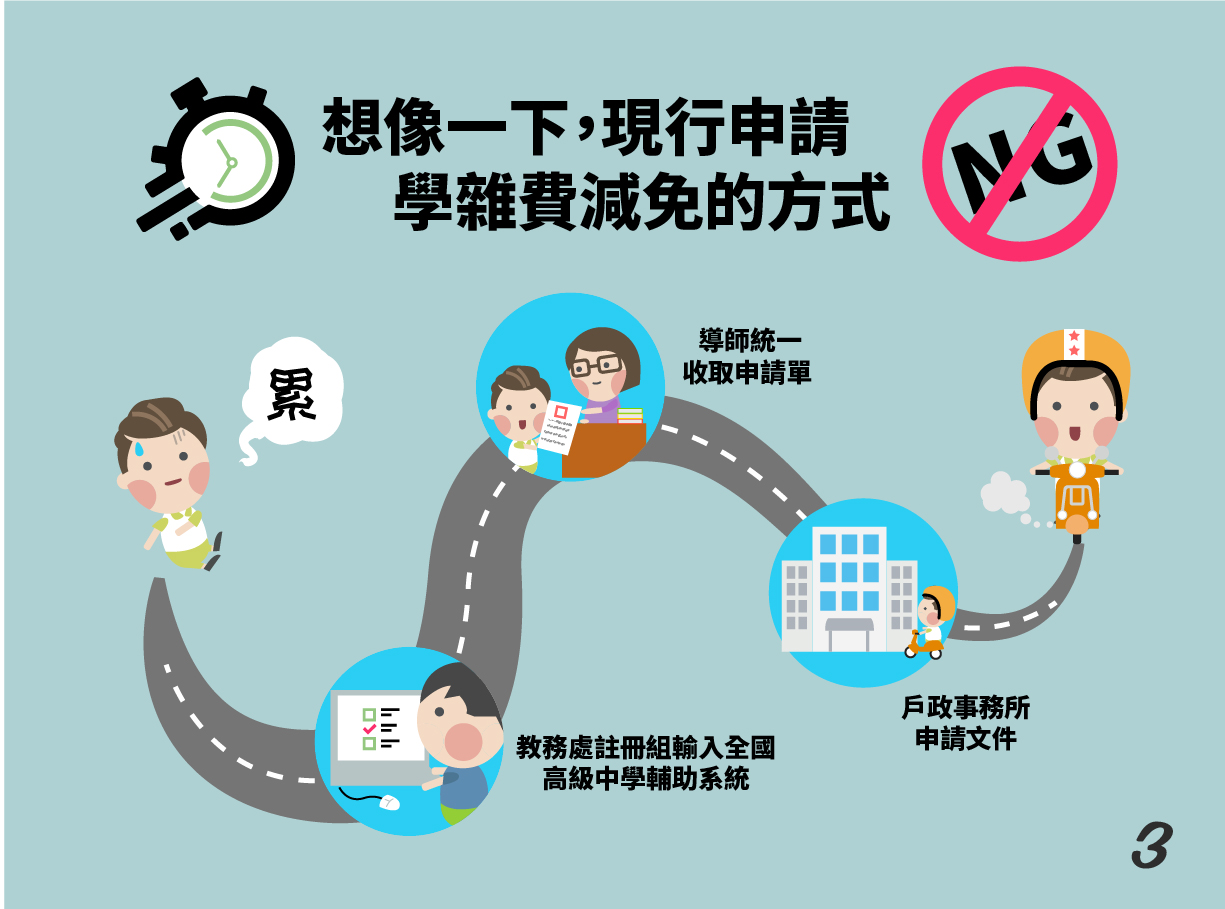 想像一下，現行申請
學雜費減免的方式
NG
累
導師統一
收取申請單
戶政事務所
申請文件
教務處註冊組輸入全國
高級中學輔助系統
3